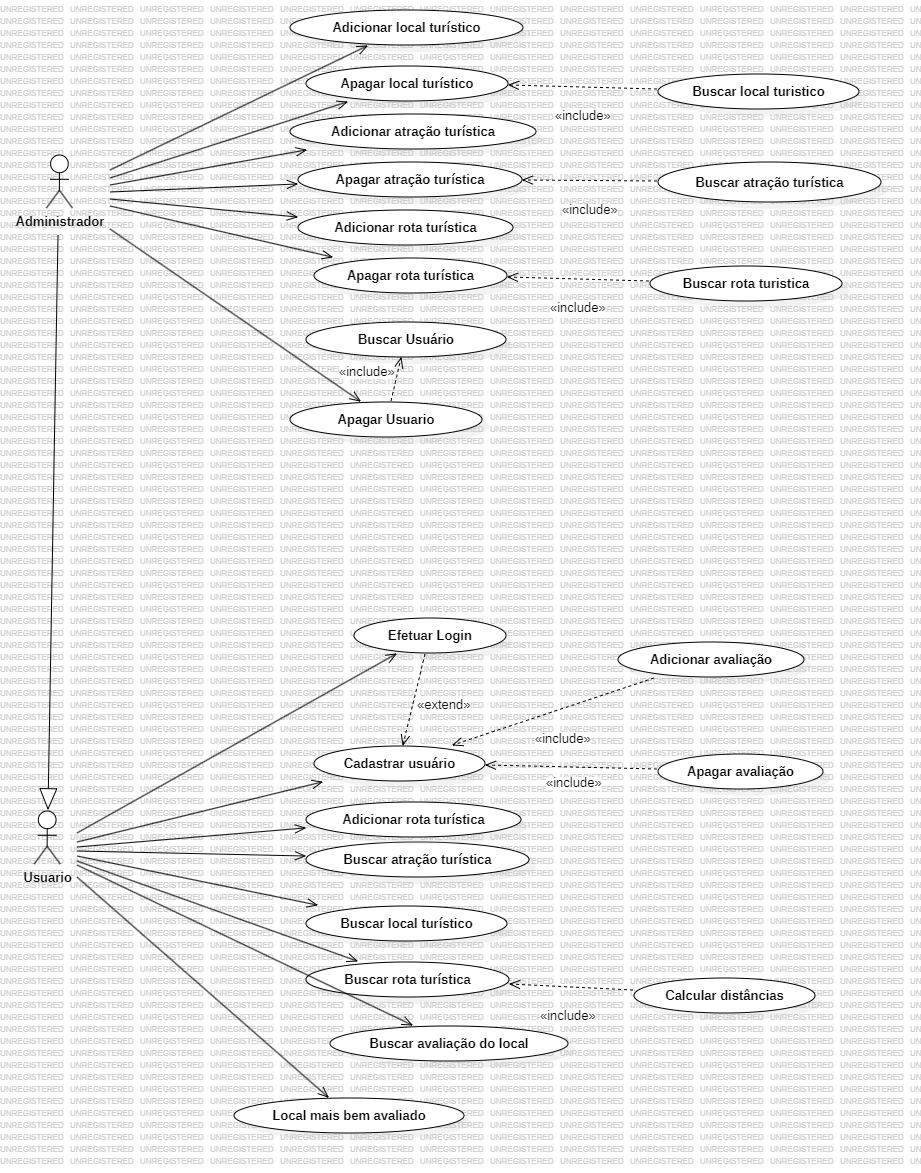 Adicionar local turístico
Apagar local turístico
Buscar local turistico
«include»
Adicionar atração turística
Apagar atração turística
Buscar atração turística
«include»
Administrador
Adicionar rota turística
Apagar rota turística
Buscar rota turistica
«include»
Buscar Usuário
«include»
Apagar Usuario
Efetuar Login
Adicionar avaliação
«extend»
«include»
Cadastrar usuário
Apagar avaliação
«include»
Adicionar rota turística
Buscar atração turística
Usuario
Buscar local turístico
Buscar rota turística
Calcular distâncias
«include»
Buscar avaliação do local
Local mais bem avaliado
UNREGISTERED